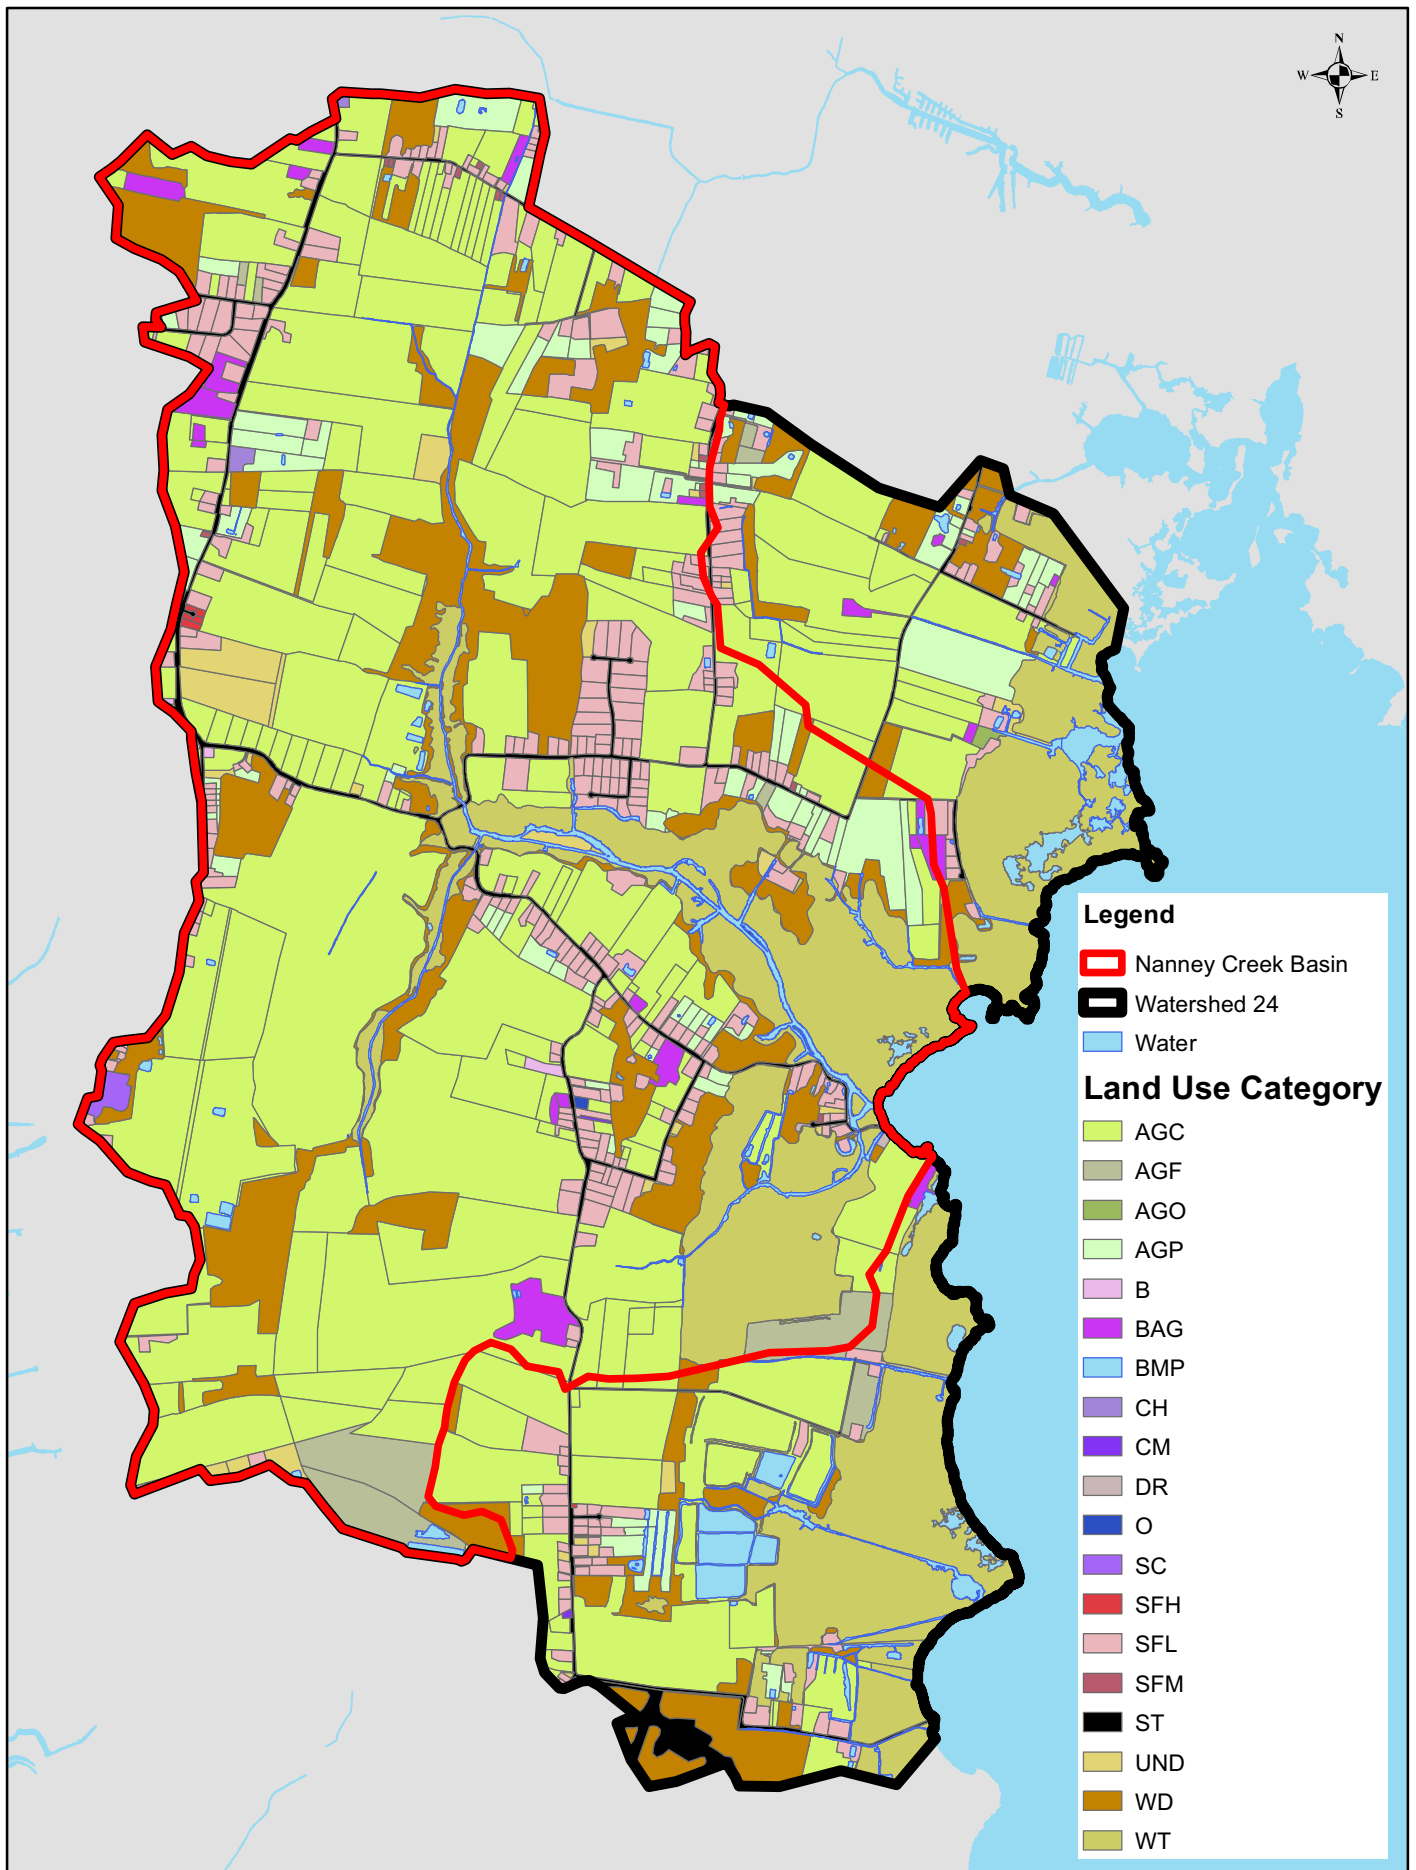 N
W E
S
Legend
Nanney Creek Basin
Watershed 24
Water
Land Use Category
AGC
AGF
AGO
AGP
B
BAG
BMP
CH
CM
DR
O
SC
SFH
SFL
SFM
ST
UND
WD
WT